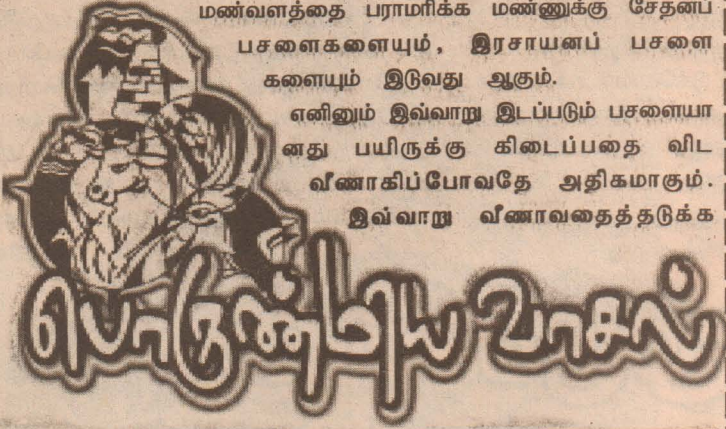 மண்வளத்தை பராமரிக்க மண்ணுக்கு சேதனப்
பசளைகளையும், இரசாயனப் பசளை
களையும் இடுவது ஆகும்.
எனினும் இவ்வாறு இடப்படும் பசளையா
னது பயிருக்கு கிடைப்பதை விட
வீணாகிப்போவதே அதிகமாகும்.
இவ்வாறு வீணாவதைத்தடுக்க
பொருண்மிய வாசல்